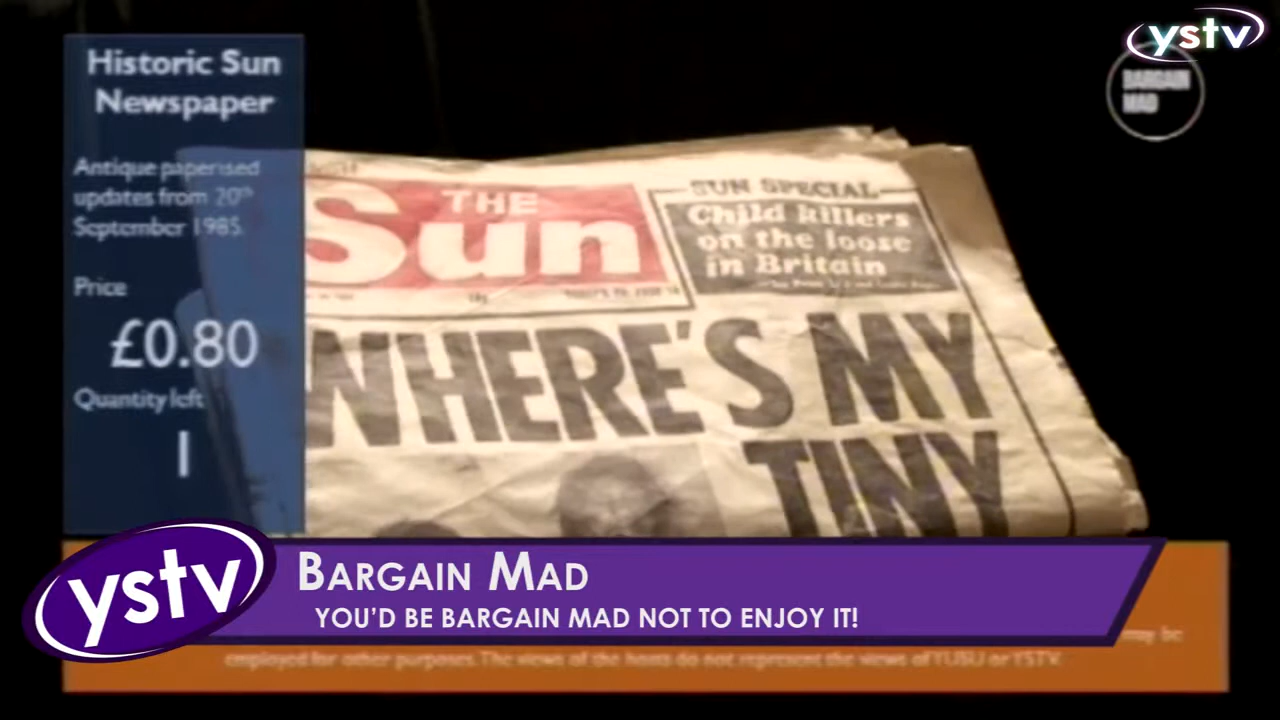 ystv
BARGAIN
MAD
Historic Sun
Newspaper
Antique paperised
updates from 20th
September 1985.
Price
£0.80
Quantity left
1
THE
Sun
SUN SPECIAL
Child killers
on the loose
in Britain
WHERE'S MY
TINY
ystv
BARGAIN MAD
YOU'D BE BARGAIN MAD NOT TO ENJOY IT!
may be
employed for other purposes. The views of the hosts do not represent the views of YUSU or YSTV.